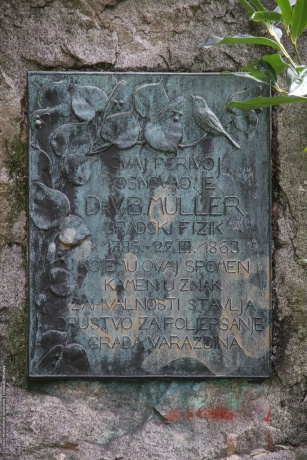 OVAJ PERIVOJ
OSNOVAO JE
DR V.B. MÜLLER
GRADSKI FIZIK
27. III. 1863
KOJEMU OVAJ SPOMEN
KAMEN U ZNAK
ZAHVALNOSTI STAVLJA
DRUŠTVO ZA POLJEPŠANJE
GRADA VARAŽDINA